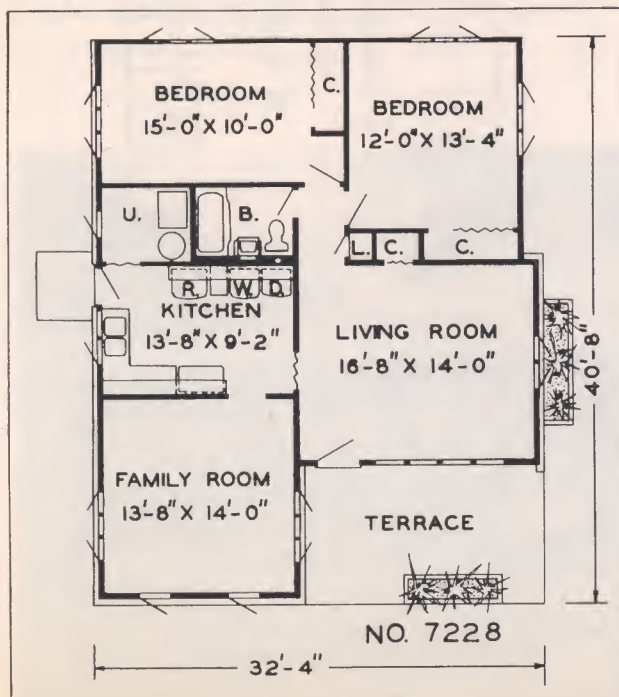 BEDROOM
15'-0" X 10'-0"
C.
BEDROOM
12'-0" X 13'-4"
U.
B.
L.
C.
C.
R.
W.
D.
KITCHEN
13'-8" X 9'-2"
LIVING ROOM
16'-8" X 14'-0"
40'-8"
FAMILY ROOM
13'-8" X 14'-0"
TERRACE
NO. 7228
32'-4"